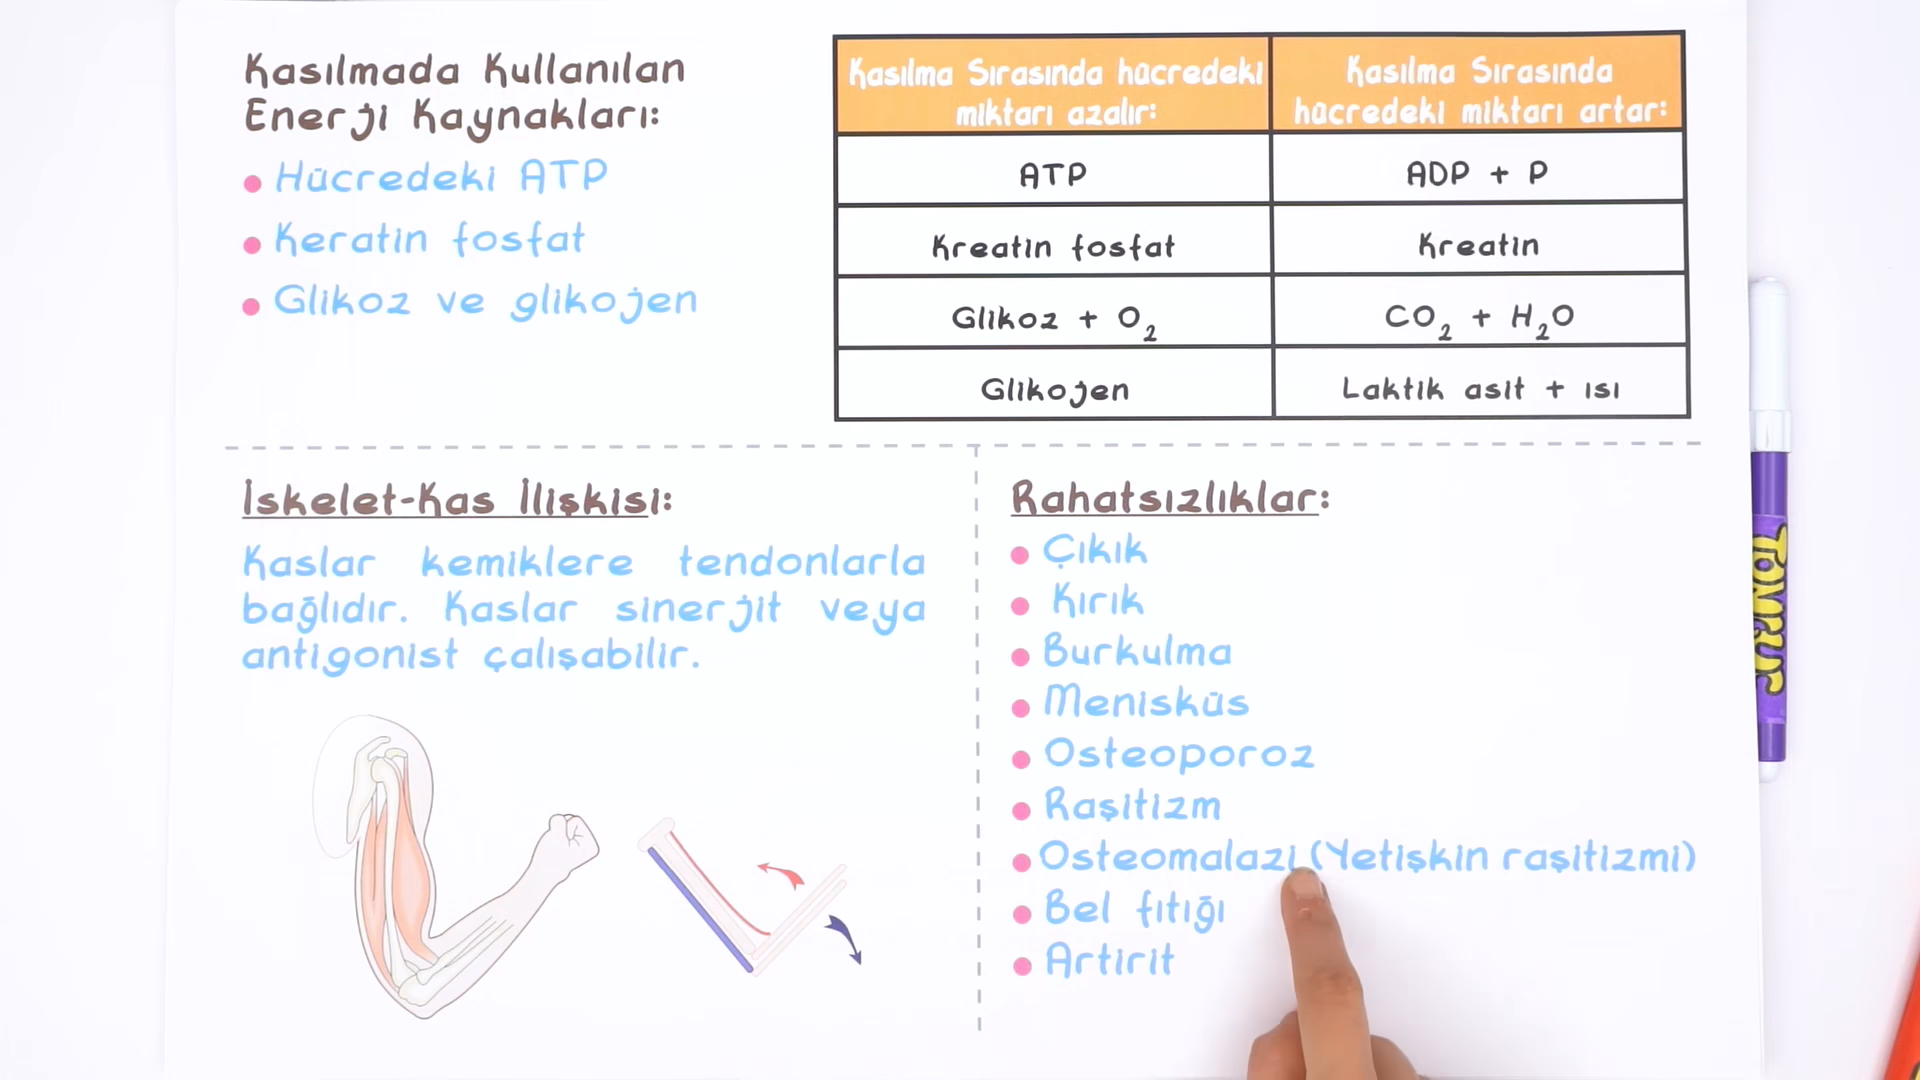 Kasılmada Kullanılan
Enerji Kaynakları:
Hücredeki ATP
Keratin fosfat
Glikoz ve glikojen
Kasılma Sırasında hücredeki
miktarı azalır:
Kasılma Sırasında
hücredeki miktarı artar:
ATP
ADP + P
Kreatin fosfat
Kreatin
Glikoz + O₂
CO₂ + H₂O
Glikojen
Laktik asit + ısı
İskelet-Kas İlişkisi:
Kaslar kemiklere tendonlarla
bağlıdır. Kaslar sinerjit veya
antigonist çalışabilir.
Rahatsızlıklar:
Çıkık
Kırık
Burkulma
Menisküs
Osteoporoz
Raşitizm
Osteomalazi (Yetişkin raşitizmi)
Bel fıtığı
Artirit
TOMBUL